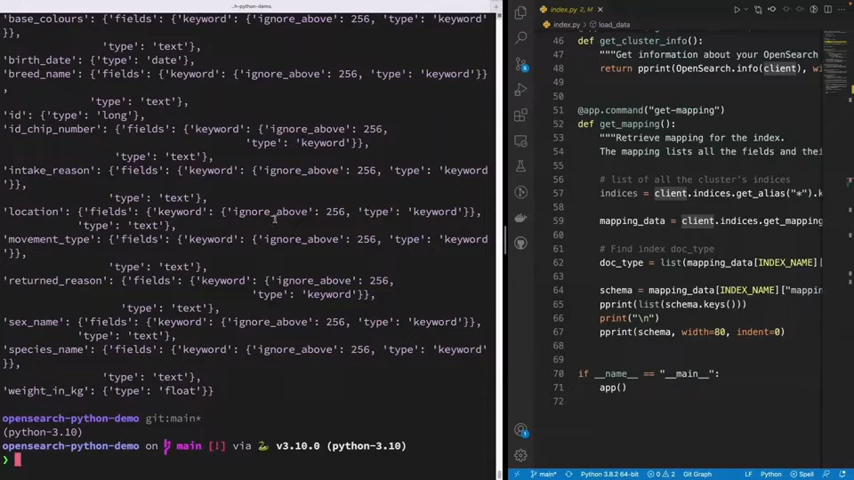 ..h-python-demo.
'base_colours': {'fields': {'keyword': {'ignore_above': 256,
'type': 'keyword'}},
'type': 'text'},
'birth_date': {'type': 'date'},
'breed_name': {'fields': {'keyword': {'ignore_above': 256, 'type': 'keyword'}}
,
'type': 'text'},
'id': {'type': 'long'},
'id_chip_number': {'fields': {'keyword': {'ignore_above': 256,
'type': 'keyword'}},
'type': 'text'},
'intake_reason': {'fields': {'keyword': {'ignore_above': 256, 'type': 'keyword
'}},
'type': 'text'},
'location': {'fields': {'keyword': {'ignore_above': 256, 'type': 'keyword'}},
'type': 'text'},
'movement_type': {'fields': {'keyword': {'ignore_above': 256, 'type': 'keyword
'}},
'type': 'text'},
'returned_reason': {'fields': {'keyword': {'ignore_above': 256,
'type': 'keyword'}},
'type': 'text'},
'sex_name': {'fields': {'keyword': {'ignore_above': 256, 'type': 'keyword'}},
'type': 'text'},
'species_name': {'fields': {'keyword': {'ignore_above': 256, 'type': 'keyword'
}},
'type': 'text'},
'weight_in_kg': {'type': 'float'}}
opensearch-python-demo git:main*
(python-3.10)
opensearch-python-demo on main [!] via v3.10.0 (python-3.10)
❯
index.py 2, M
index.py > load_data
46 def get_cluster_info():
47 """Get information about your OpenSearch
48 return pprint(OpenSearch.info(client), wi
49
50
51 @app.command("get-mapping")
52 def get_mapping():
53 """Retrieve mapping for the index.
54 The mapping lists all the fields and thei
55
56 # list of all the cluster's indices
57 indices = client.indices.get_alias("*").k
58
59 mapping_data = client.indices.get_mapping
60
61 # Find index doc_type
62 doc_type = list(mapping_data[INDEX_NAME][
63
64 schema = mapping_data[INDEX_NAME]["mappin
65 pprint(list(schema.keys()))
66 print("\n")
67 pprint(schema, width=80, indent=0)
68
69
70 if __name__ == "__main__":
71 app()
72
main* Python 3.8.2 64-bit 0 2 Git Graph LF Python Spell